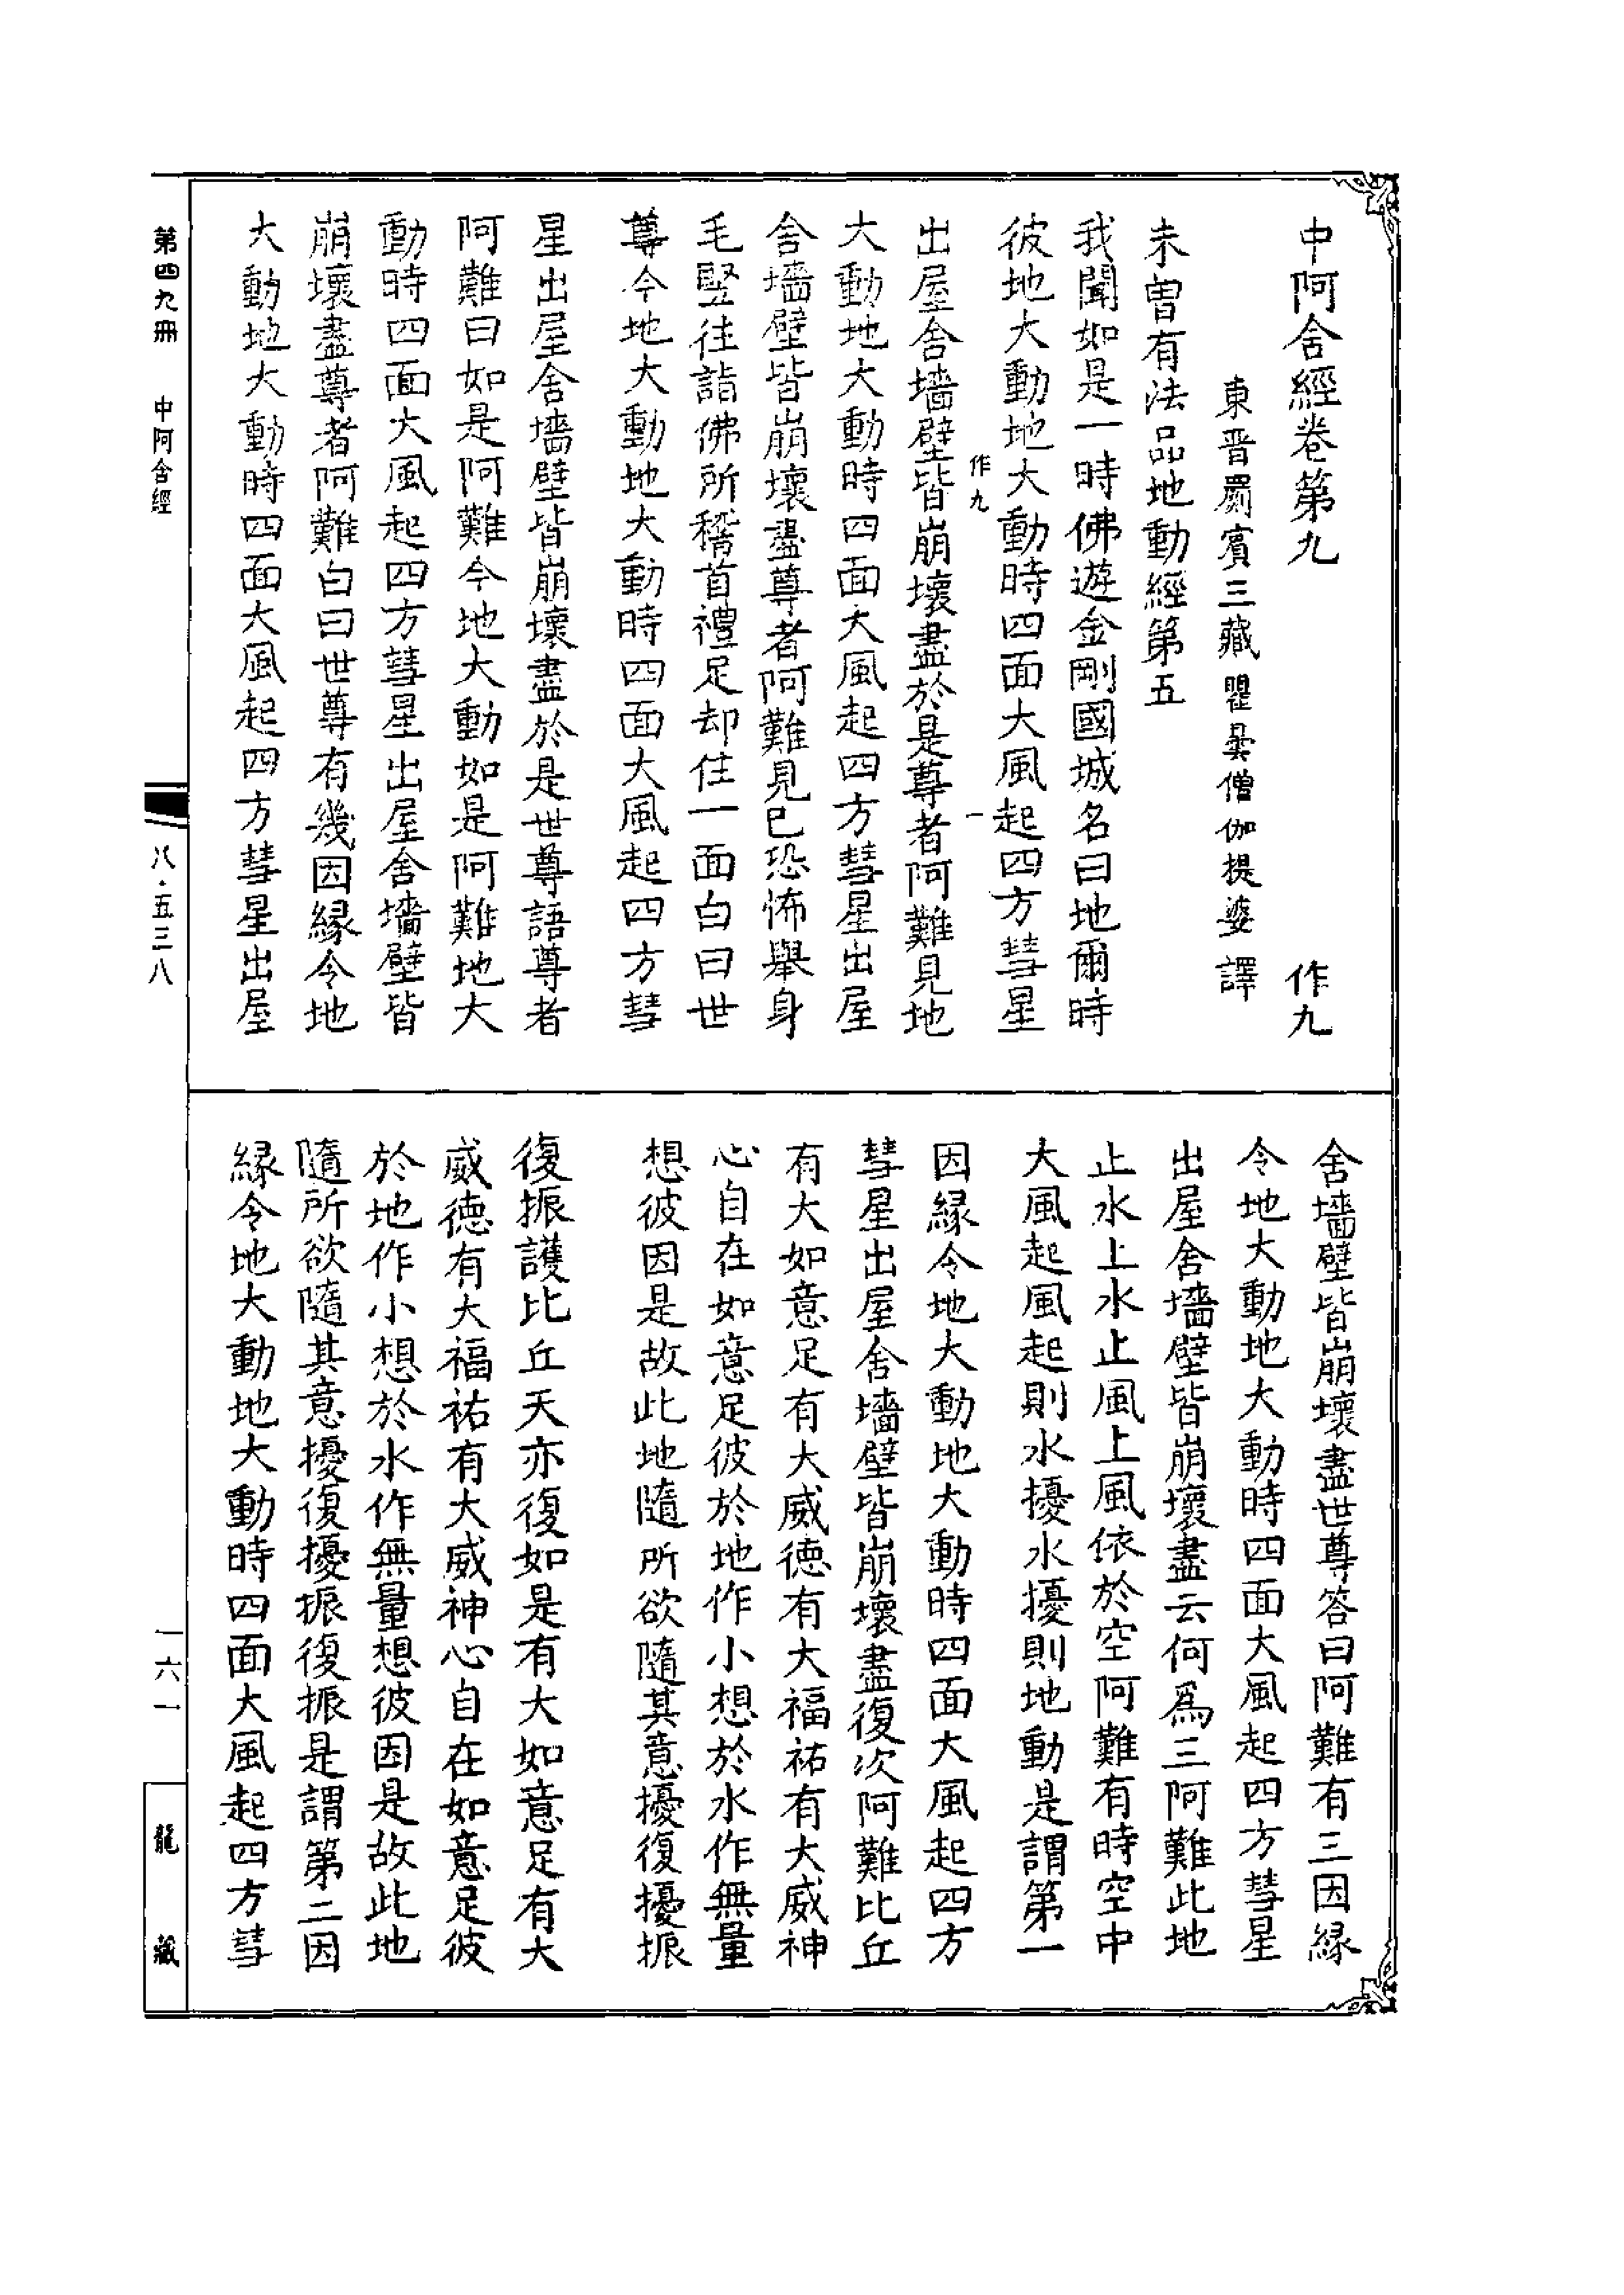 中阿含經卷第九　作九
東晋罽賓三藏瞿曇僧伽提婆譯
未曾有法品地動經第五
我聞如是一時佛遊金剛國城名曰地爾時
彼地大動地大動時四面大風起四方彗星
作九　一
出屋舍墻壁皆崩壞盡於是尊者阿難見地
大動地大動時四面大風起四方彗星出屋
舍墻壁皆崩壞盡尊者阿難見已恐怖舉身
毛竪往詣佛所稽首禮足却住一面白曰世
尊今地大動地大動時四面大風起四方彗
星出屋舍墻壁皆崩壞盡於是世尊語尊者
阿難曰如是阿難今地大動如是阿難地大
動時四面大風起四方彗星出屋舍墻壁皆
崩壞盡尊者阿難白曰世尊有幾因緣令地
大動地大動時四面大風起四方彗星出屋
舍墻壁皆崩壞盡世尊答曰阿難有三因緣
令地大動地大動時四面大風起四方彗星
出屋舍墻壁皆崩壞盡云何爲三阿難此地
止水上水止風上風依於空阿難有時空中
大風起風起則水擾水擾則地動是謂第一
因緣令地大動地大動時四面大風起四方
彗星出屋舍墻壁皆崩壞盡復次阿難比丘
有大如意足有大威德有大福祐有大威神
心自在如意足彼於地作小想於水作無量
想彼因是故此地隨所欲隨其意擾復擾振
復振護比丘天亦復如是有大如意足有大
威德有大福祐有大威神心自在如意足彼
於地作小想於水作無量想彼因是故此地
隨所欲隨其意擾復擾振復振是謂第二因
緣令地大動地大動時四面大風起四方彗
第四九冊　中阿含經
八·五三八
一六一
龍藏